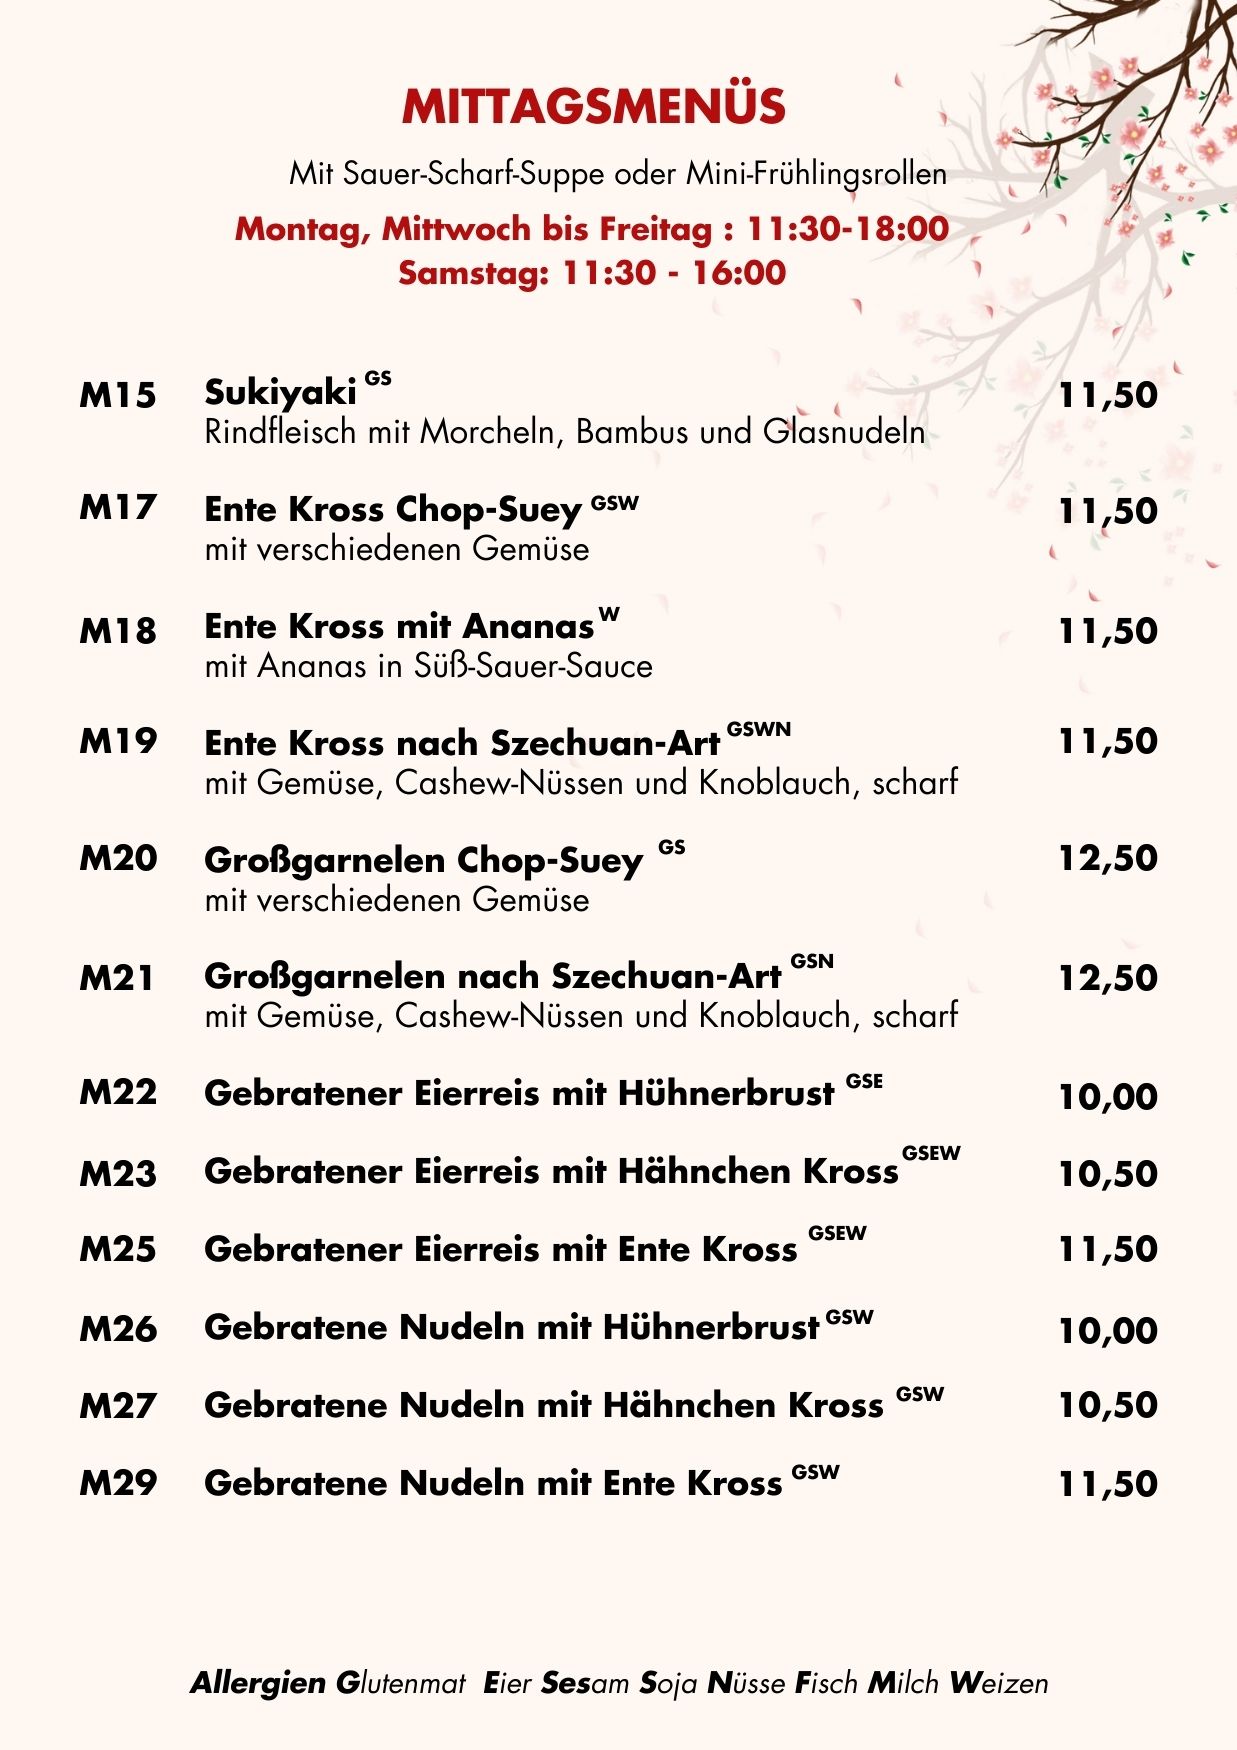 MITTAGSMENÜS
Mit Sauer-Scharf-Suppe oder Mini-Frühlingsrollen
Montag, Mittwoch bis Freitag : 11:30-18:00
Samstag: 11:30 - 16:00
M15 Sukiyaki GS 11,50
Rindfleisch mit Morcheln, Bambus und Glasnudeln
M17 Ente Kross Chop-Suey GSW 11,50
mit verschiedenen Gemüse
M18 Ente Kross mit Ananas W 11,50
mit Ananas in Süß-Sauer-Sauce
M19 Ente Kross nach Szechuan-Art GSWN 11,50
mit Gemüse, Cashew-Nüssen und Knoblauch, scharf
M20 Großgarnelen Chop-Suey GS 12,50
mit verschiedenen Gemüse
M21 Großgarnelen nach Szechuan-Art GSN 12,50
mit Gemüse, Cashew-Nüssen und Knoblauch, scharf
M22 Gebratener Eierreis mit Hühnerbrust GSE 10,00
M23 Gebratener Eierreis mit Hähnchen Kross GSEW 10,50
M25 Gebratener Eierreis mit Ente Kross GSEW 11,50
M26 Gebratene Nudeln mit Hühnerbrust GSW 10,00
M27 Gebratene Nudeln mit Hähnchen Kross GSW 10,50
M29 Gebratene Nudeln mit Ente Kross GSW 11,50
Allergien Glutenmat Eier Sesam Soja Nüsse Fisch Milch Weizen